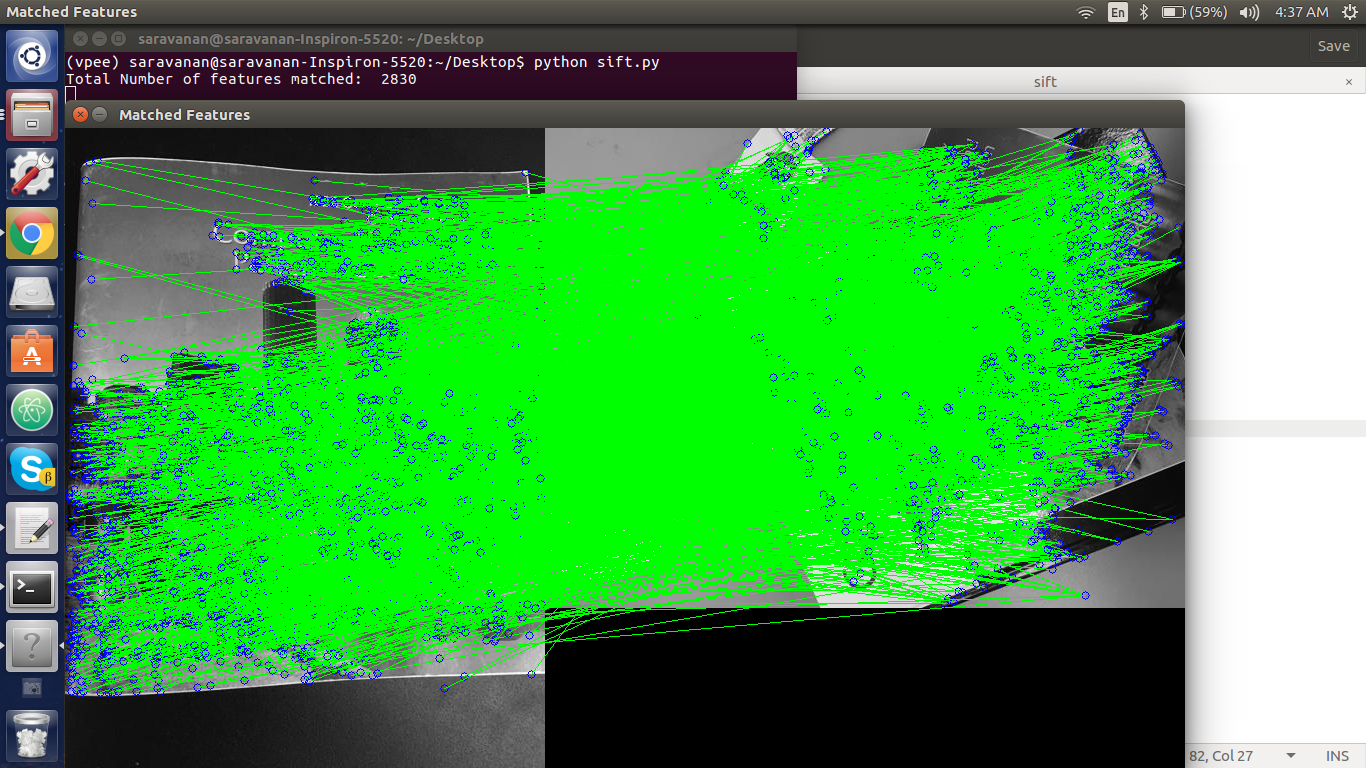 Matched Features
En
(59%)
4:37 AM
saravanan@saravanan-Inspiron-5520: ~/Desktop
Save
(vpee) saravanan@saravanan-Inspiron-5520:~/Desktop$ python sift.py
Total Number of features matched:  2830
sift
×
Matched Features
82, Col 27
INS